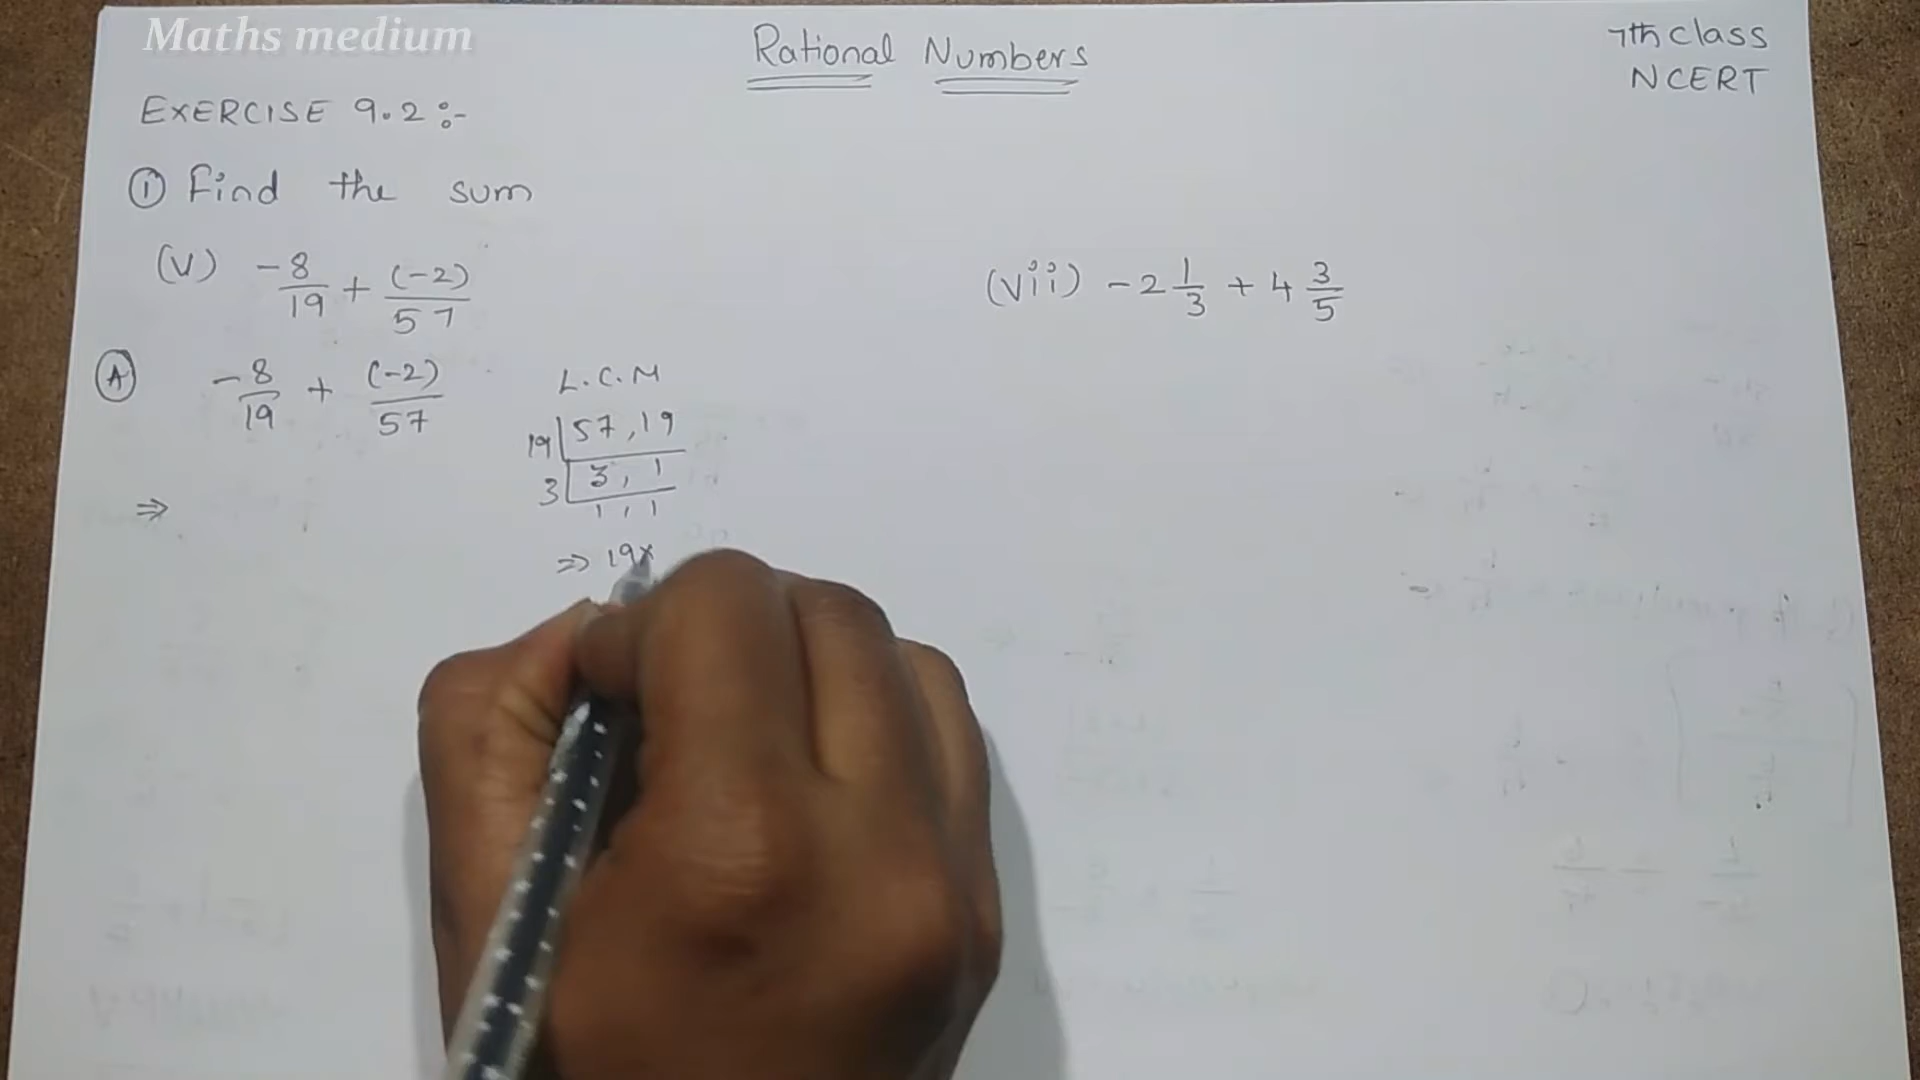 Maths medium
Rational Numbers
7th class
NCERT
EXERCISE 9.2 :-
① Find the sum
(v) -8/19 + (-2)/57
(vii) -2 1/3 + 4 3/5
Ⓐ -8/19 + (-2)/57
L.C.M
19 | 57, 19
3 | 3, 1
1, 1
⇒
⇒ 19×